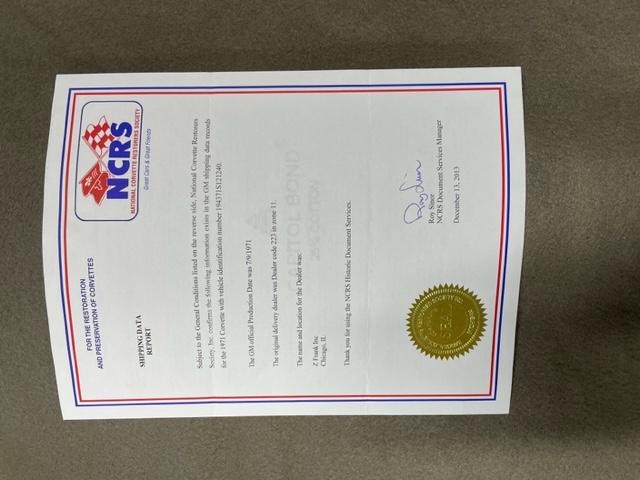 FOR THE RESTORATION
AND PRESERVATION OF CORVETTES
NCRS
NATIONAL CORVETTE RESTORERS SOCIETY
Great Cars & Great Friends
SHIPPING DATA
REPORT
Subject to the General Conditions listed on the reverse side, National Corvette Restorers
Society, Inc. confirms the following information exists in the GM shipping data records
for the 1971 Corvette with vehicle identification number 194371S121240.
The GM official Production Date was 7/9/1971
The original delivery dealer was Dealer code 223 in zone 11.
The name and location for the Dealer was:
Z Frank Inc
Chicago, IL
Thank you for using the NCRS Historic Document Services.
Roy Sinor
Roy Sinor
NCRS Document Services Manager
December 13, 2013